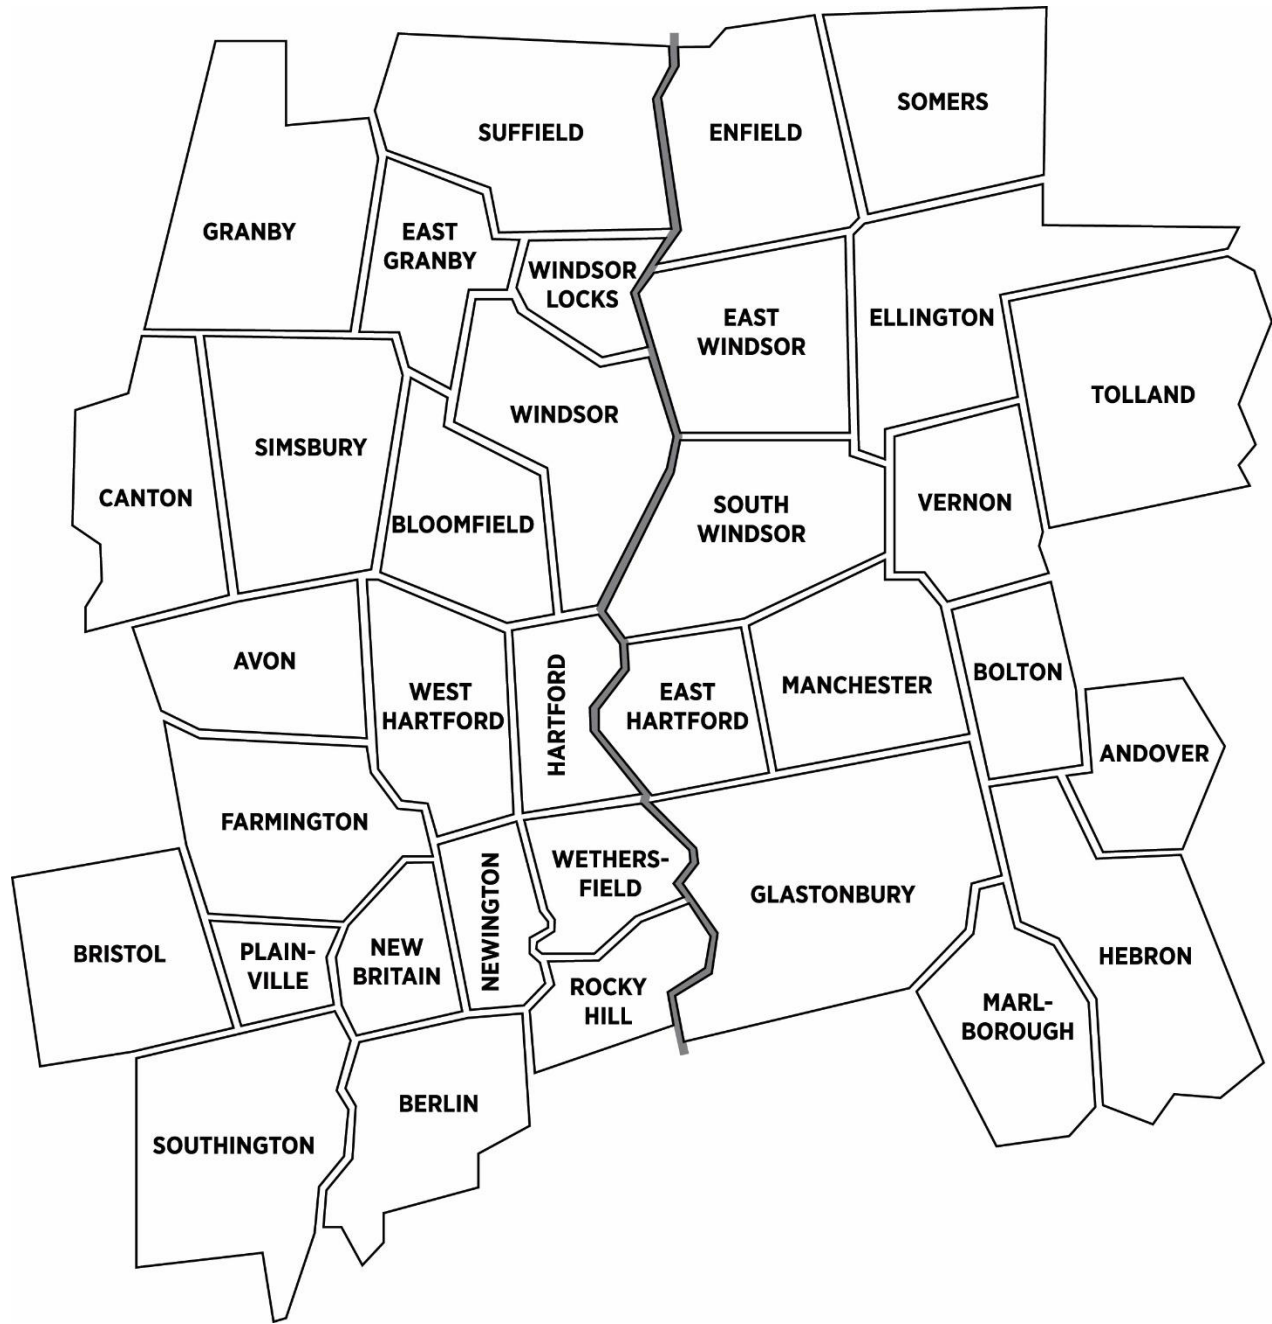 SOMERS
SUFFIELD
ENFIELD
GRANBY
EAST
GRANBY
WINDSOR
LOCKS
EAST
WINDSOR
ELLINGTON
TOLLAND
WINDSOR
SIMSBURY
CANTON
BLOOMFIELD
SOUTH
WINDSOR
VERNON
AVON
WEST
HARTFORD
HARTFORD
EAST
HARTFORD
MANCHESTER
BOLTON
ANDOVER
FARMINGTON
WETHERS-
FIELD
GLASTONBURY
NEWINGTON
BRISTOL
PLAIN-
VILLE
NEW
BRITAIN
HEBRON
ROCKY
HILL
MARL-
BOROUGH
BERLIN
SOUTHINGTON